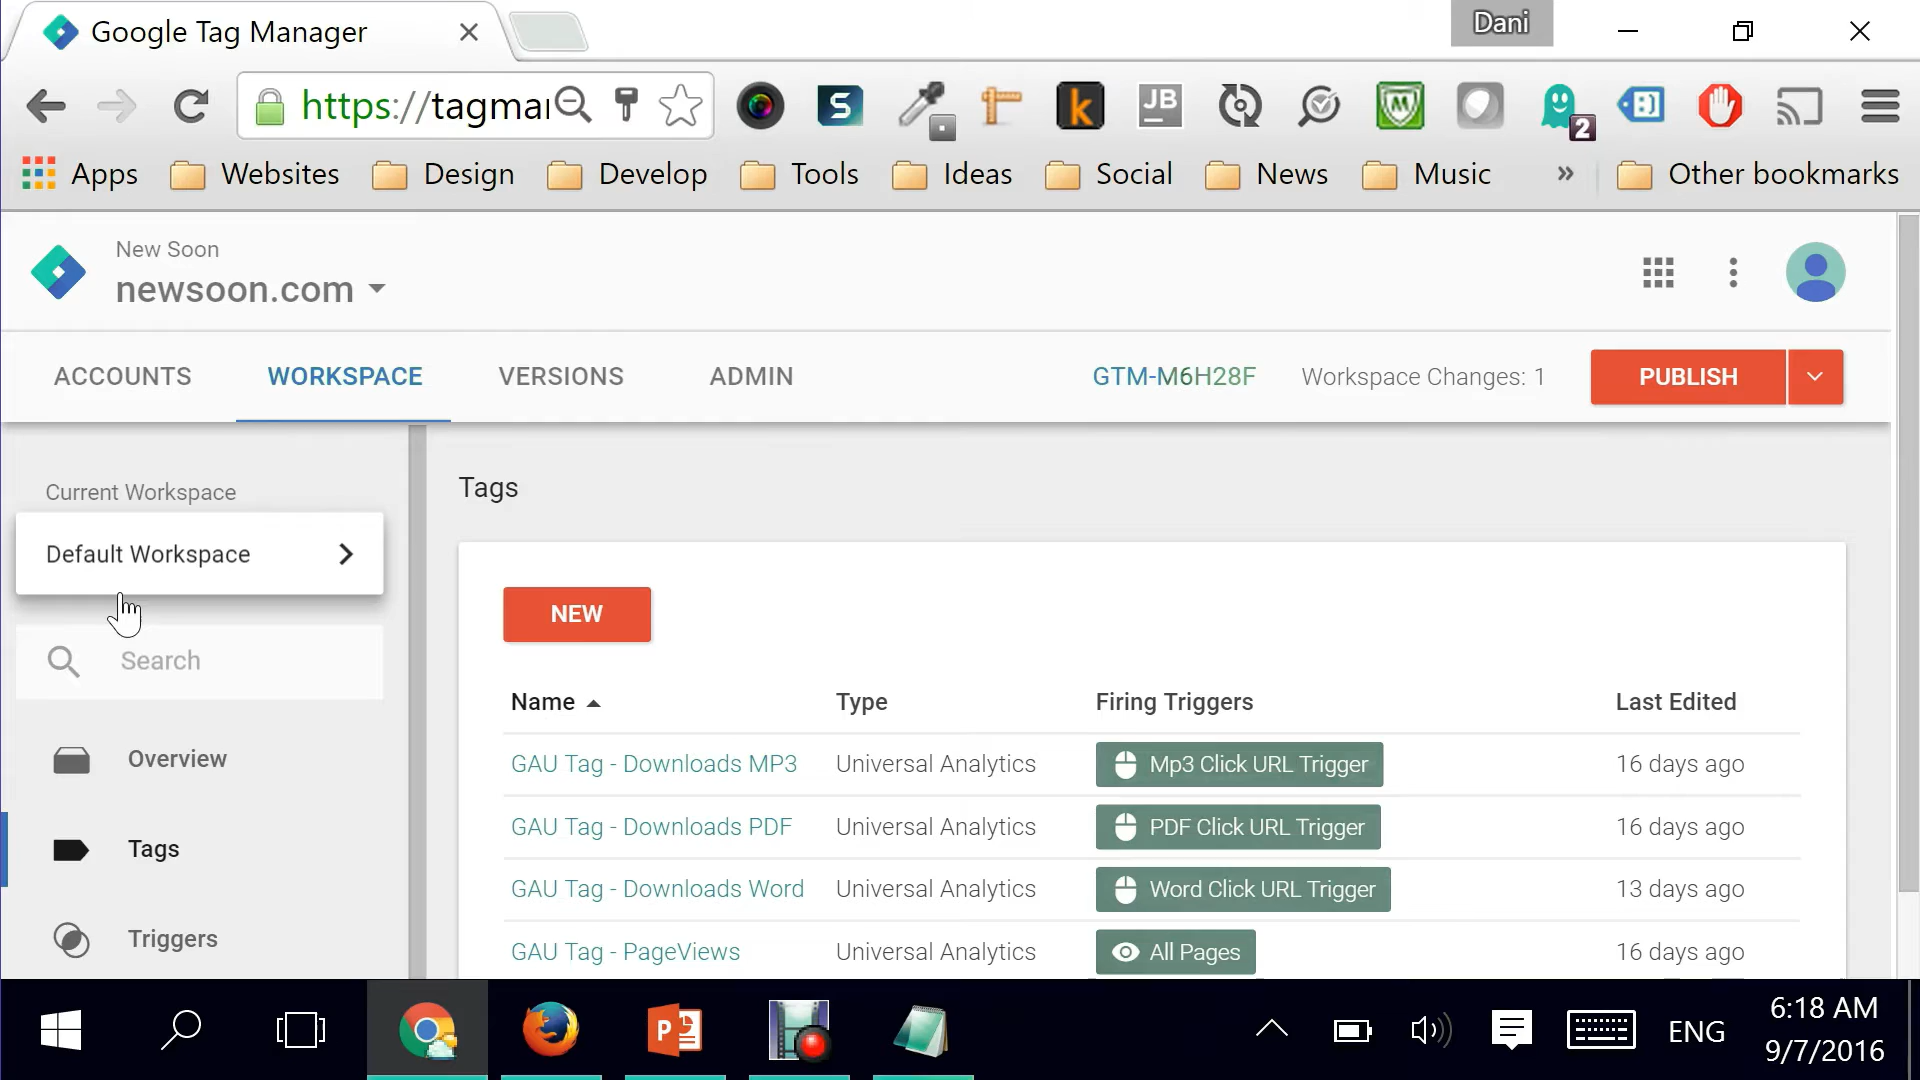 Google Tag Manager
Dani
https://tagma
S
k
JB
2
Apps
Websites
Design
Develop
Tools
Ideas
Social
News
Music
»
Other bookmarks
New Soon
newsoon.com
ACCOUNTS
WORKSPACE
VERSIONS
ADMIN
GTM-M6H28F
Workspace Changes: 1
PUBLISH
Current Workspace
Default Workspace
Search
Overview
Tags
Triggers
Tags
NEW
Name Type Firing Triggers Last Edited
GAU Tag - Downloads MP3 Universal Analytics Mp3 Click URL Trigger 16 days ago
GAU Tag - Downloads PDF Universal Analytics PDF Click URL Trigger 16 days ago
GAU Tag - Downloads Word Universal Analytics Word Click URL Trigger 13 days ago
GAU Tag - PageViews Universal Analytics All Pages 16 days ago
ENG
6:18 AM
9/7/2016